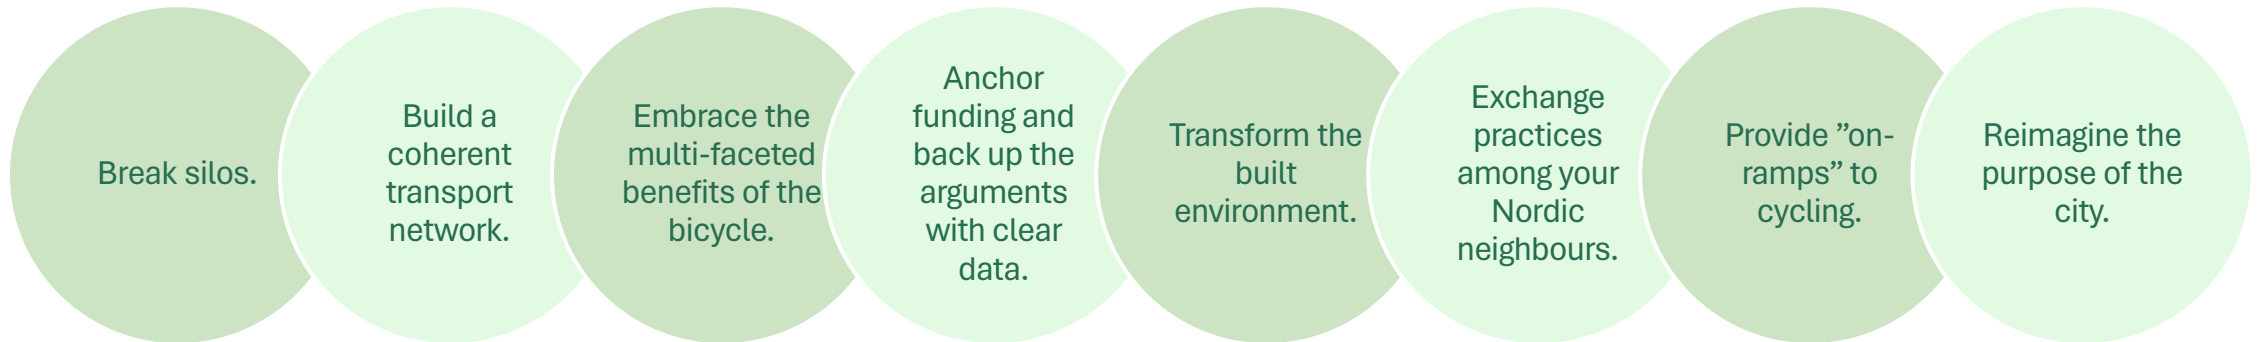 Break silos.
Build a
coherent
transport
network.
Embrace the
multi-faceted
benefits of the
bicycle.
Anchor
funding and
back up the
arguments
with clear
data.
Transform the
built
environment.
Exchange
practices
among your
Nordic
neighbours.
Provide ”on-
ramps” to
cycling.
Reimagine the
purpose of the
city.